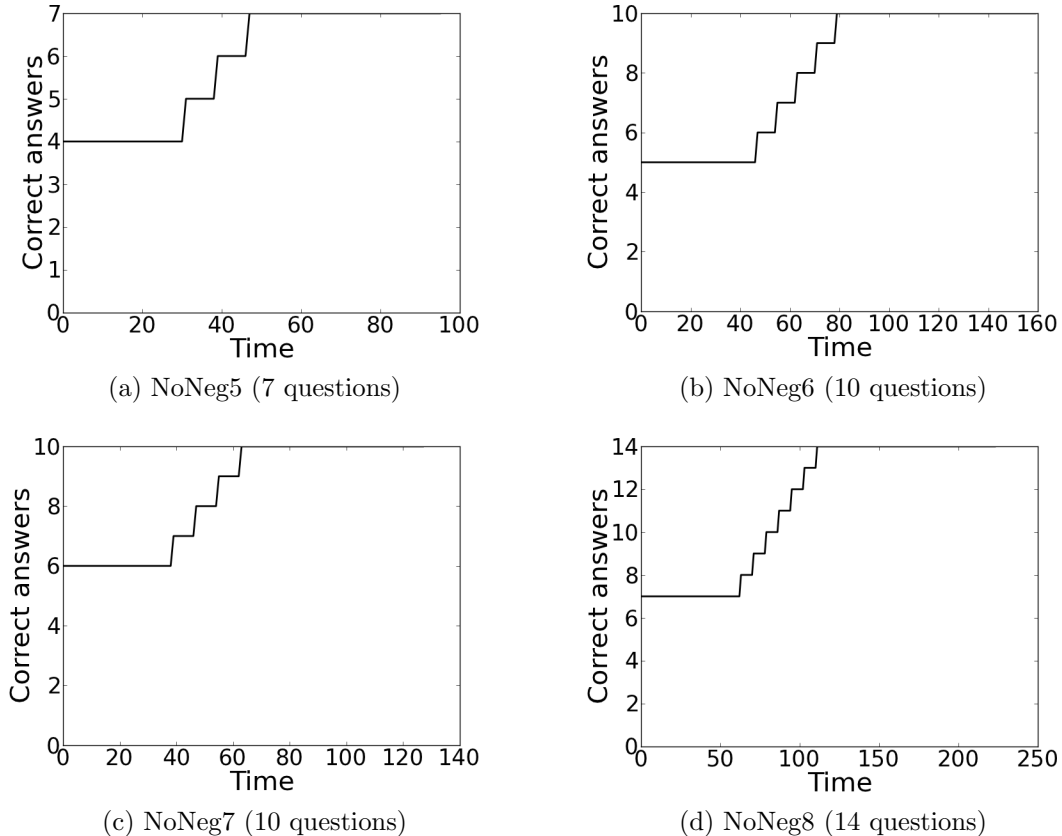 7
6
5
4
3
2
1
0
Correct answers
0 20 40 60 80 100
Time
(a) NoNeg5 (7 questions)
10
8
6
4
2
0
Correct answers
0 20 40 60 80 100 120 140 160
Time
(b) NoNeg6 (10 questions)
10
8
6
4
2
0
Correct answers
0 20 40 60 80 100 120 140
Time
(c) NoNeg7 (10 questions)
14
12
10
8
6
4
2
0
Correct answers
0 50 100 150 200 250
Time
(d) NoNeg8 (14 questions)